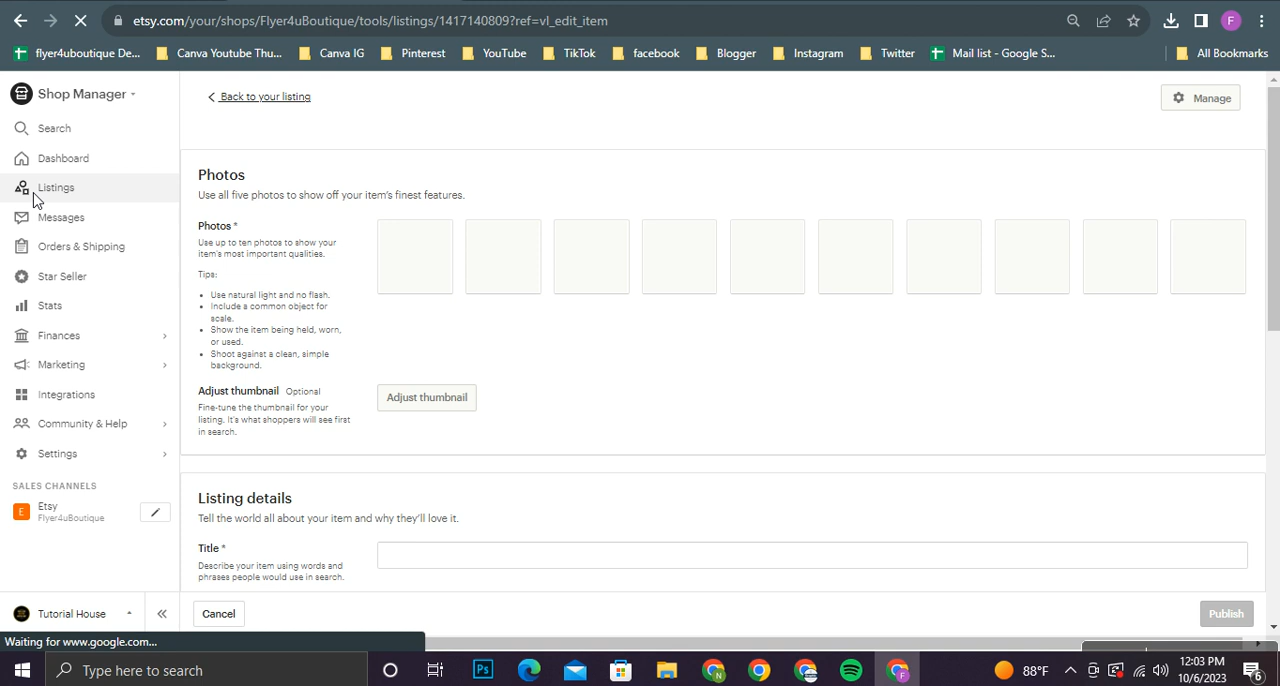 etsy.com/your/shops/Flyer4uBoutique/tools/listings/1417140809?ref=vl_edit_item
F
flyer4uboutique De... Canva Youtube Thu... Canva IG Pinterest YouTube TikTok facebook Blogger Instagram Twitter Mail list - Google S... All Bookmarks
Shop Manager
Search
Dashboard
Listings
Messages
Orders & Shipping
Star Seller
Stats
Finances
Marketing
Integrations
Community & Help
Settings
SALES CHANNELS
E
Etsy
Flyer4uBoutique
Tutorial House
Back to your listing
Manage
Photos
Use all five photos to show off your item's finest features.
Photos *
Use up to ten photos to show your
item's most important qualities.
Tips:
• Use natural light and no flash.
• Include a common object for
scale.
• Show the item being held, worn,
or used.
• Shoot against a clean, simple
background.
Adjust thumbnail Optional
Fine-tune the thumbnail for your
listing. It's what shoppers will see first
in search.
Adjust thumbnail
Listing details
Tell the world all about your item and why they'll love it.
Title *
Describe your item using words and
phrases people would use in search.
Cancel
Publish
Waiting for www.google.com...
Type here to search
Ps
N
F
88°F
12:03 PM
10/6/2023
6